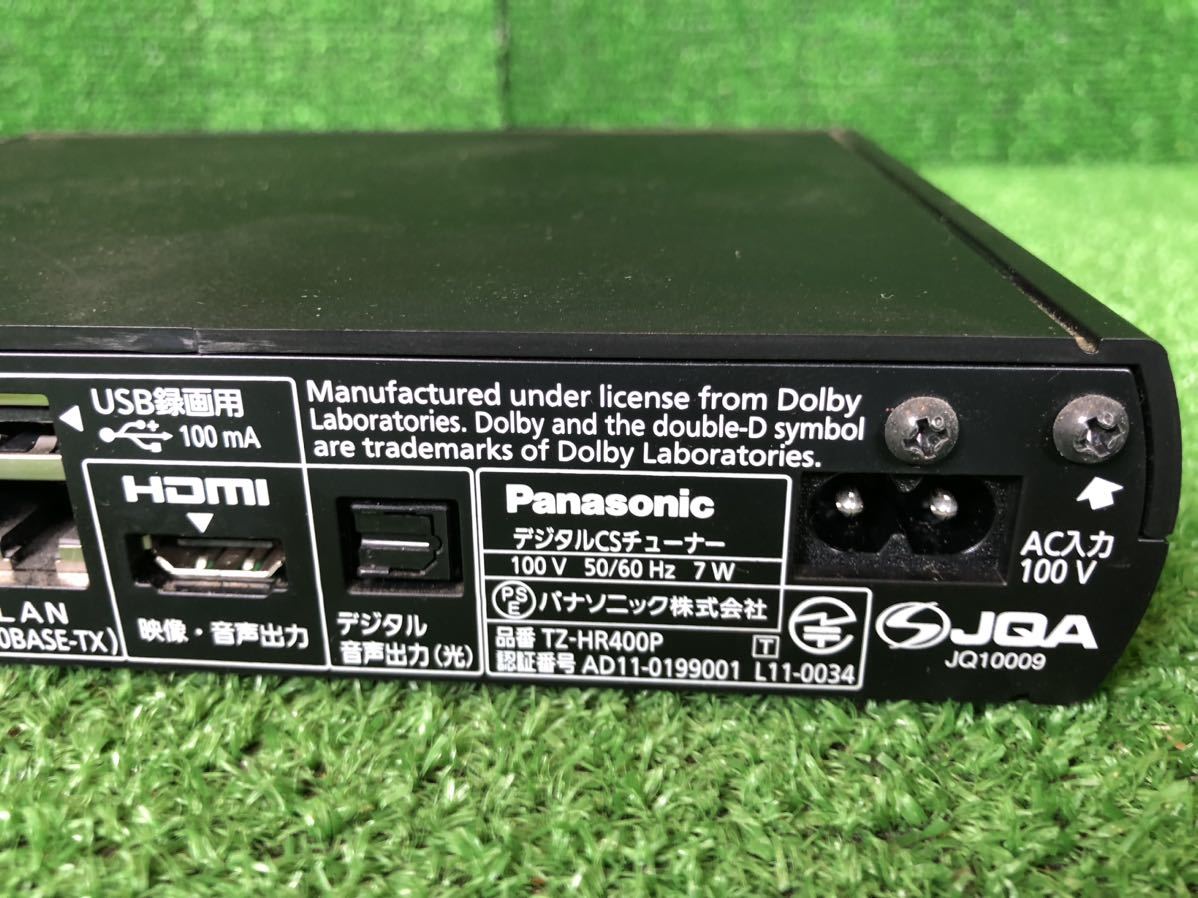 USB録画用
100 mA
HDMI
映像・音声出力
LAN
0BASE-TX)
デジタル
音声出力(光)
Manufactured under license from Dolby
Laboratories. Dolby and the double-D symbol
are trademarks of Dolby Laboratories.
Panasonic
デジタルCSチューナー
100 V 50/60 Hz 7 W
PSE パナソニック株式会社
品番 TZ-HR400P
認証番号 AD11-0199001 T L11-0034
AC入力
100 V
JQA
JQ10009